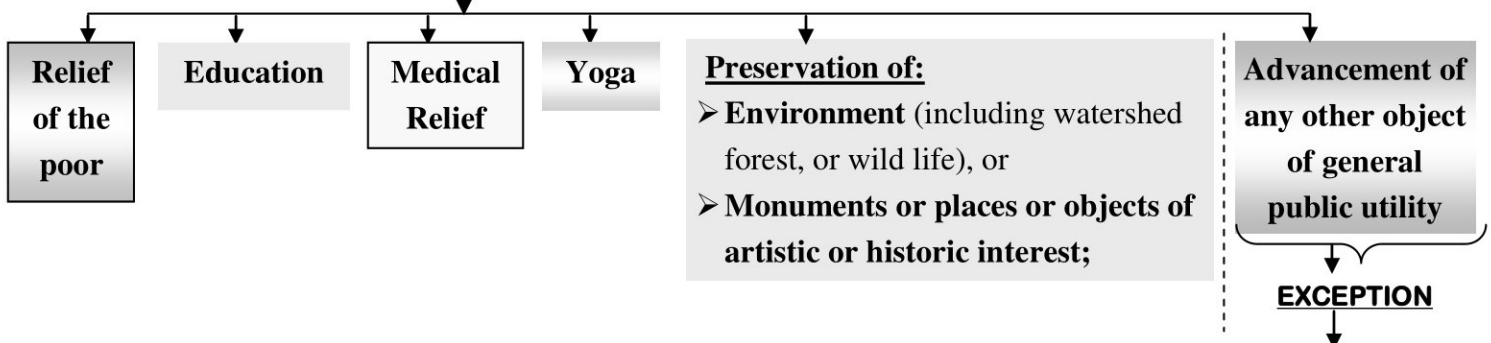 Relief
of the
poor
Education
Medical
Relief
Yoga
Preservation of:
➢ Environment (including watershed
forest, or wild life), or
➢ Monuments or places or objects of
artistic or historic interest;
Advancement of
any other object
of general
public utility
EXCEPTION